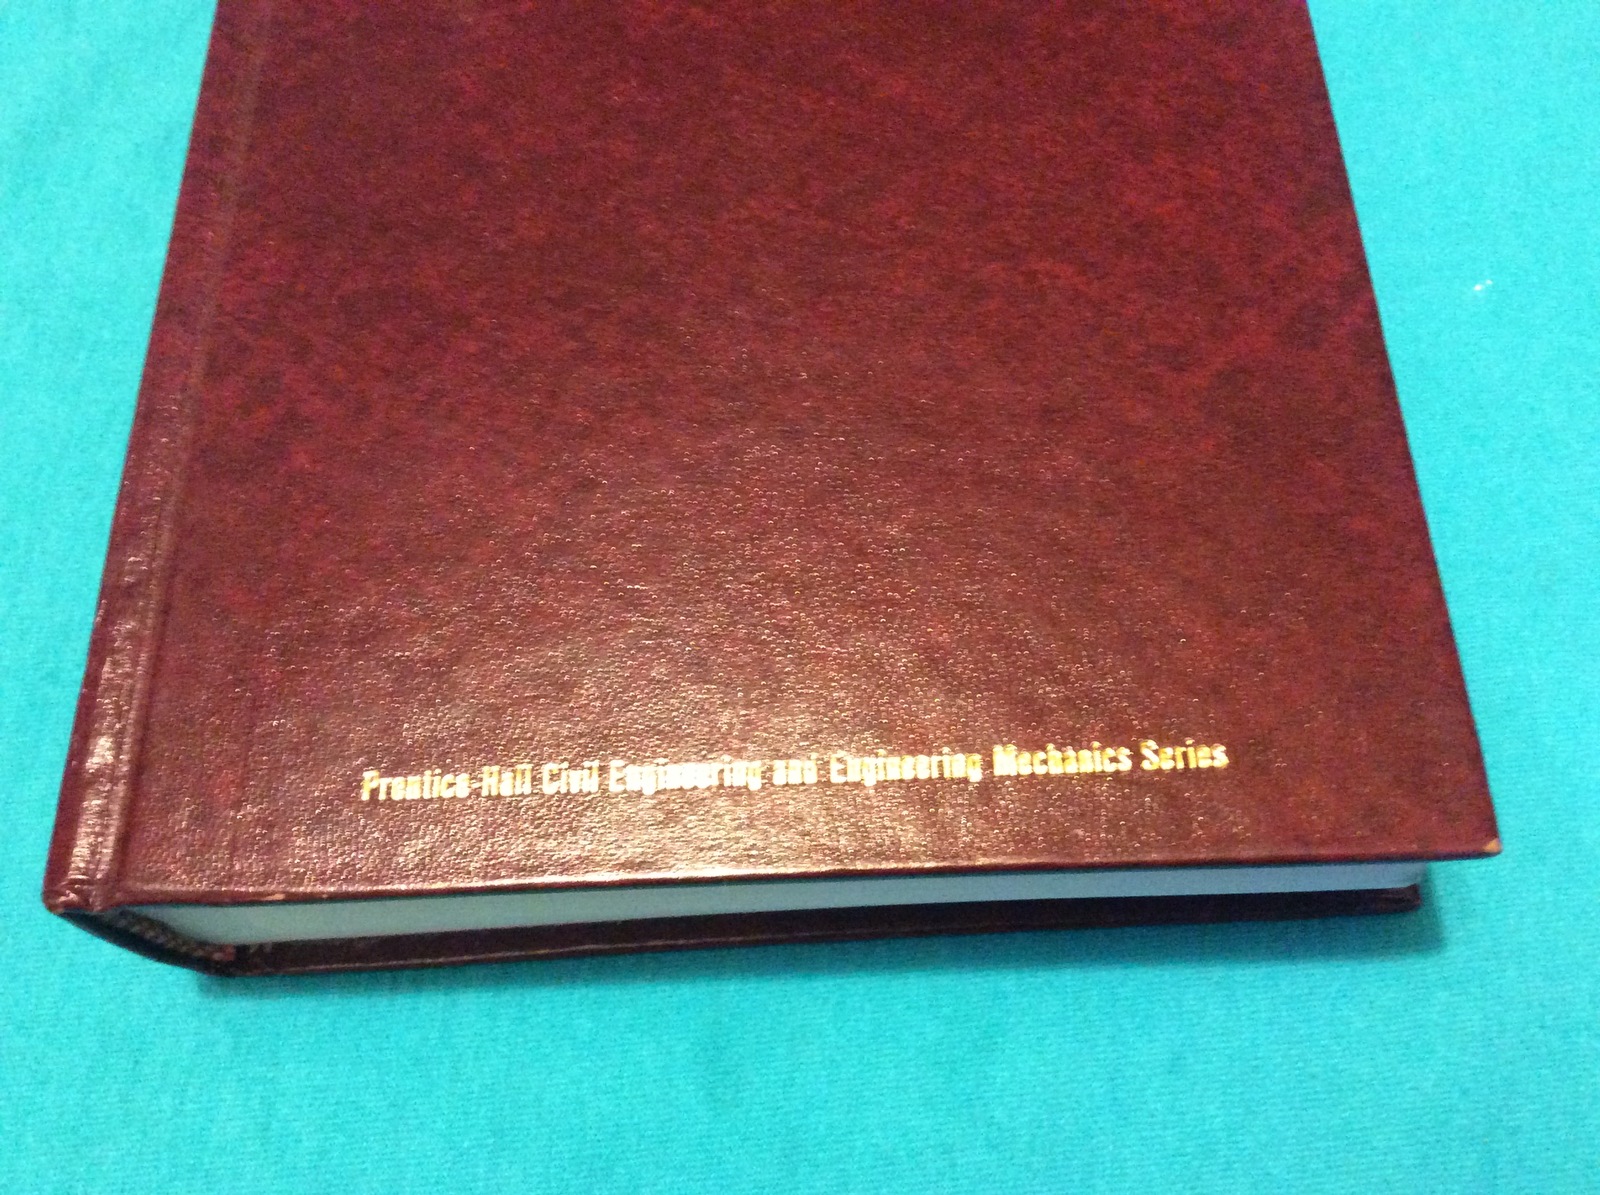 Prentice-Hall Civil Engineering and Engineering Mechanics Series